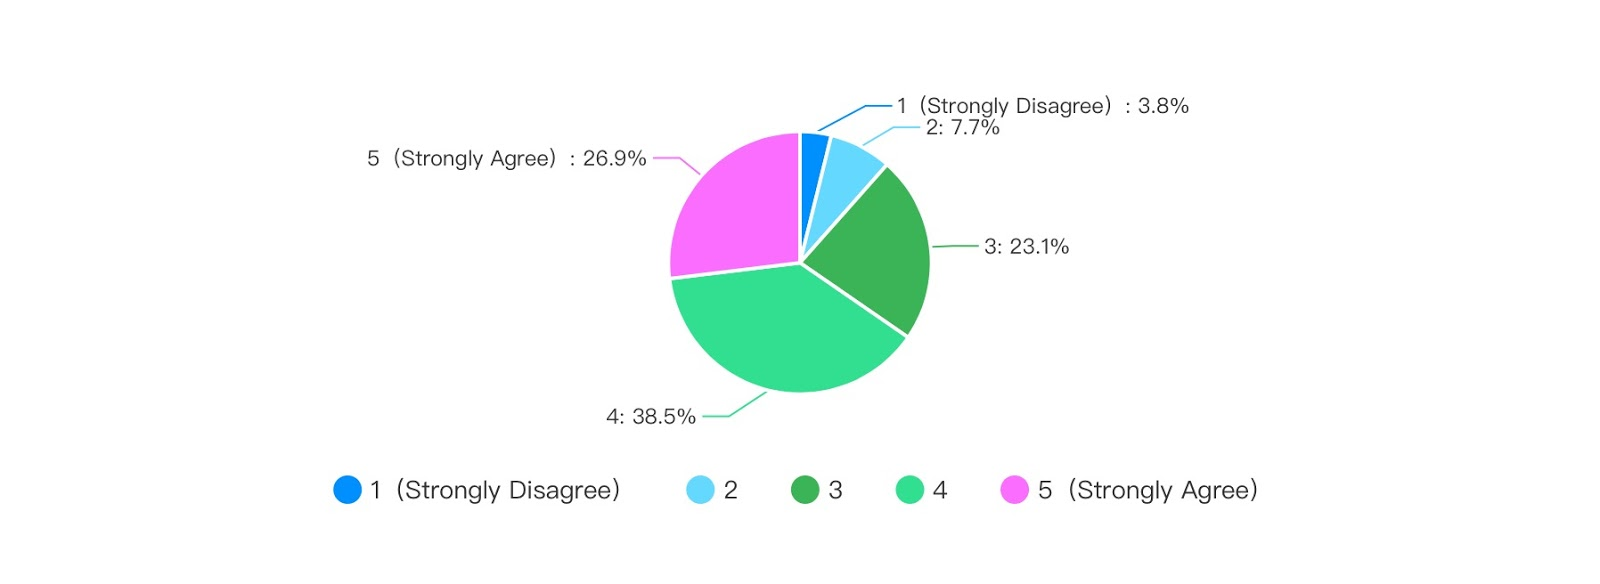 1（Strongly Disagree）: 3.8%
2: 7.7%
5（Strongly Agree）: 26.9%
3: 23.1%
4: 38.5%
1（Strongly Disagree） 2 3 4 5（Strongly Agree）